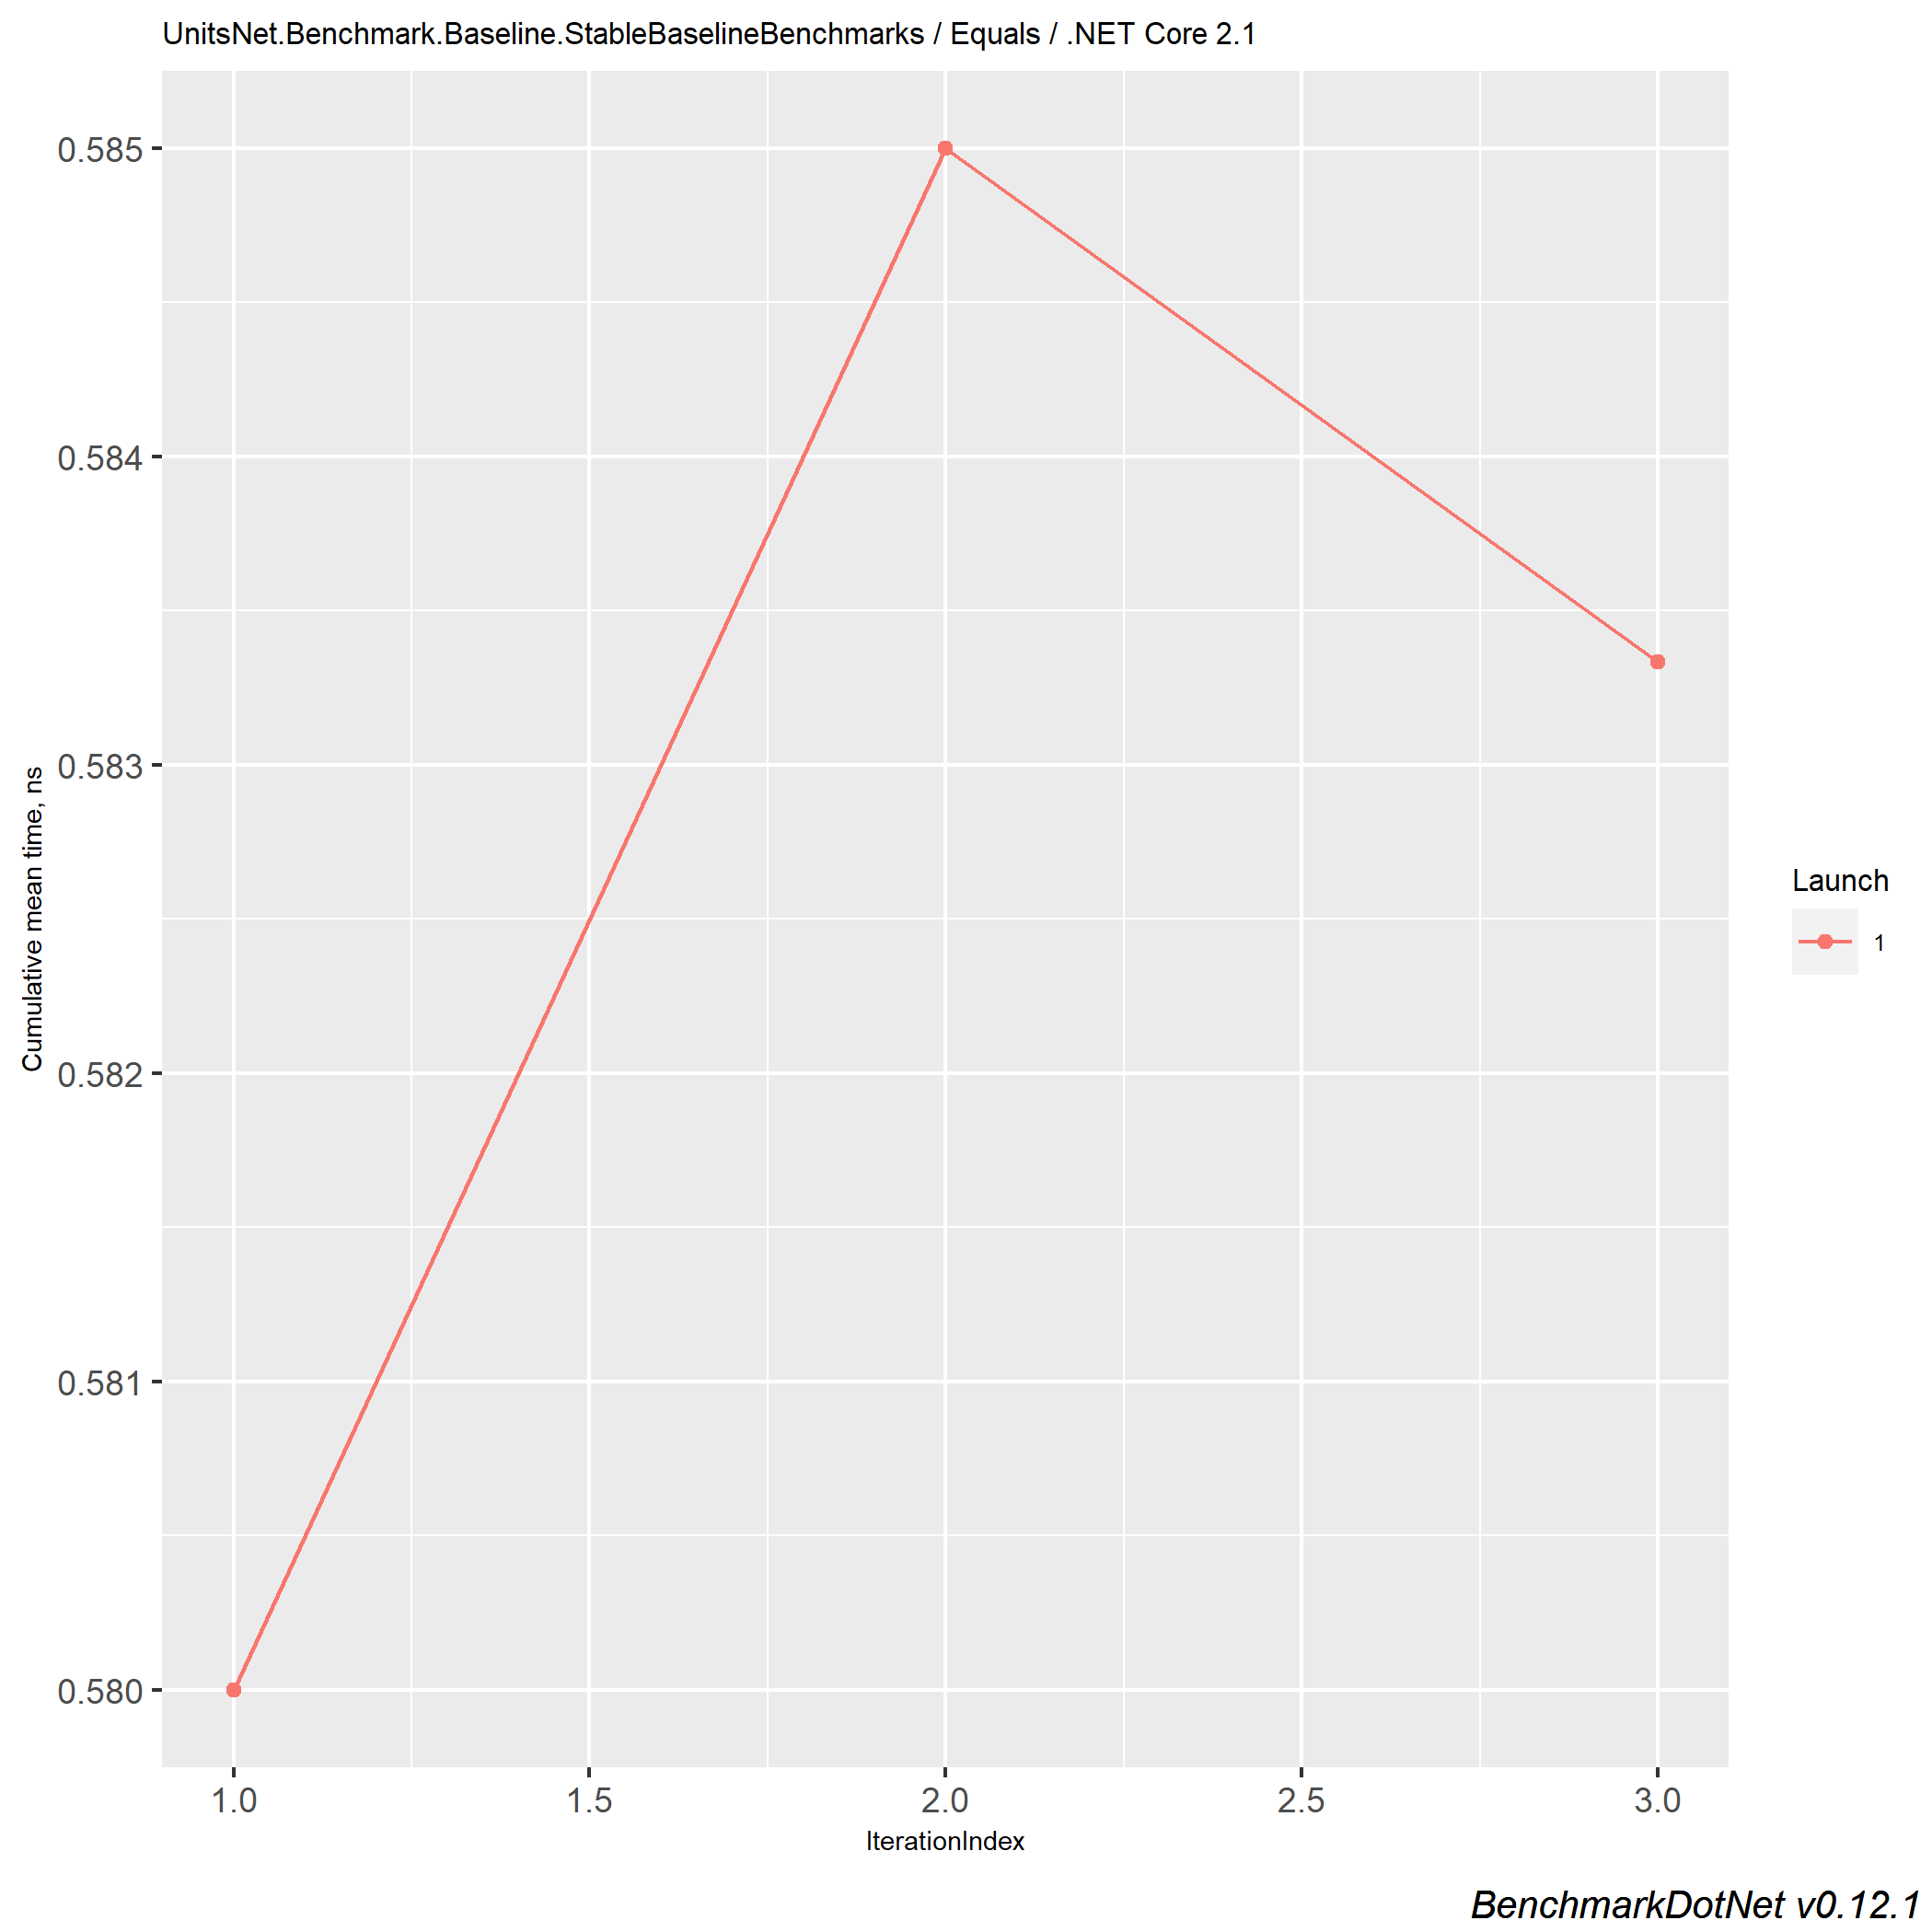 UnitsNet.Benchmark.Baseline.StableBaselineBenchmarks / Equals / .NET Core 2.1
0.585
0.584
0.583
0.582
0.581
0.580
Cumulative mean time, ns
1.0 1.5 2.0 2.5 3.0
IterationIndex
Launch
1
BenchmarkDotNet v0.12.1